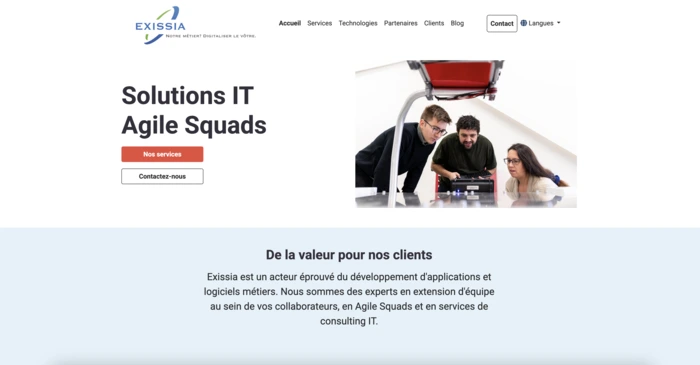 EXISSIA
NOTRE MÉTIER? DIGITALISER LE VÔTRE.
Accueil Services Technologies Partenaires Clients Blog Contact Langues
Solutions IT
Agile Squads
Nos services
Contactez-nous
De la valeur pour nos clients
Exissia est un acteur éprouvé du développement d'applications et
logiciels métiers. Nous sommes des experts en extension d'équipe
au sein de vos collaborateurs, en Agile Squads et en services de
consulting IT.